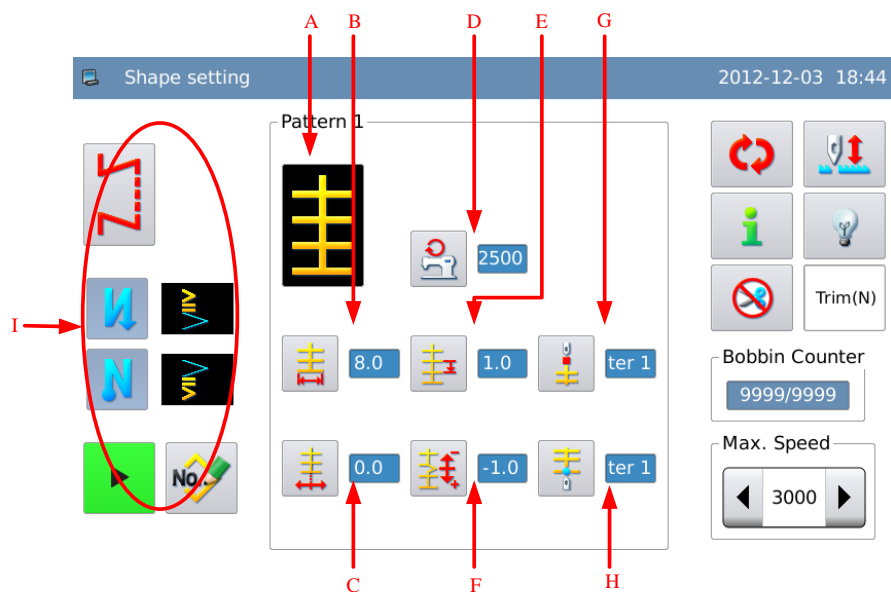 A B D E G
Shape setting 2012-12-03 18:44
Pattern 1
2500
Trim(N)
I
8.0 1.0 ter 1
Bobbin Counter
9999/9999
Max. Speed
No.
0.0 -1.0 ter 1
3000
C F H